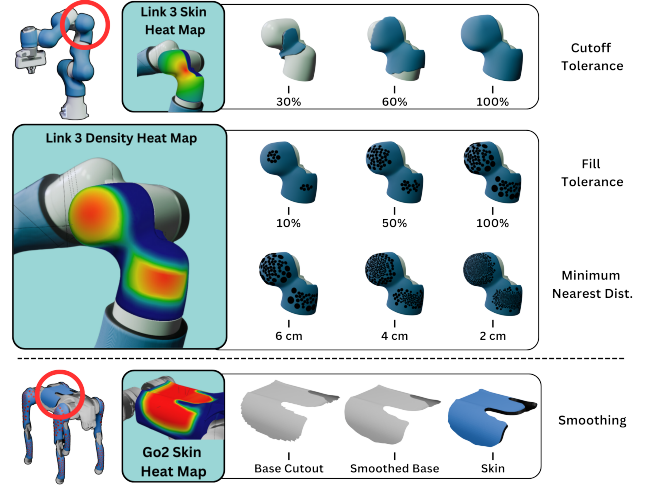 Link 3 Skin
Heat Map
30%
60%
100%
Cutoff
Tolerance
Link 3 Density Heat Map
10%
50%
100%
Fill
Tolerance
6 cm
4 cm
2 cm
Minimum
Nearest Dist.
Go2 Skin
Heat Map
Base Cutout
Smoothed Base
Skin
Smoothing